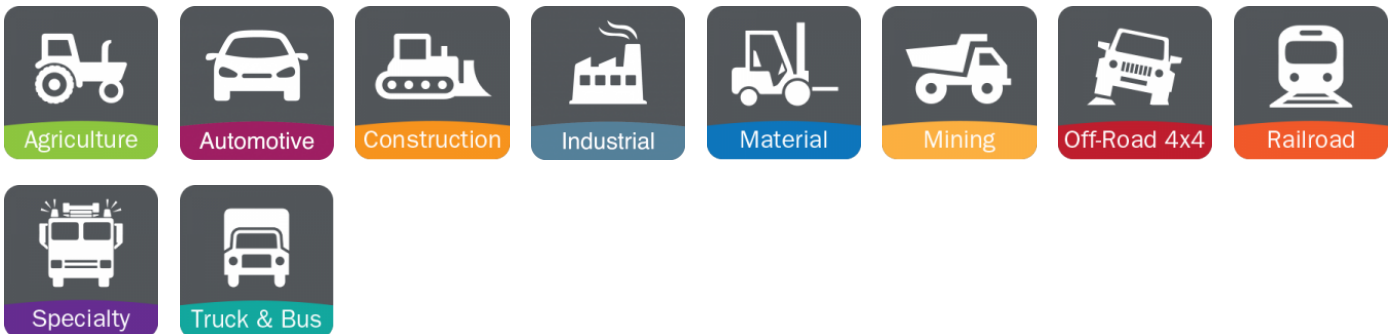 Agriculture
Automotive
Construction
Industrial
Material
Mining
Off-Road 4x4
Railroad
Specialty
Truck & Bus